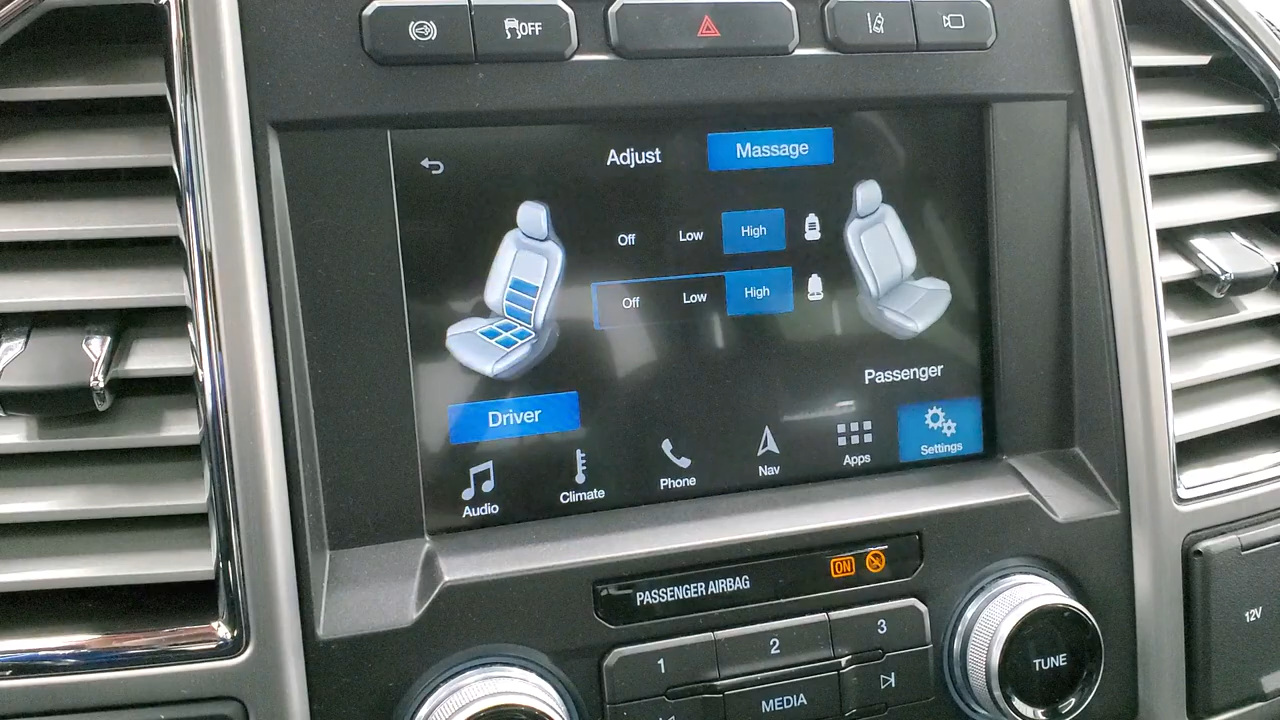 OFF
Adjust Massage
Off Low High
Off Low High
Passenger
Driver
Audio Climate Phone Nav Apps Settings
PASSENGER AIRBAG ON
1 2 3
MEDIA
TUNE
12V